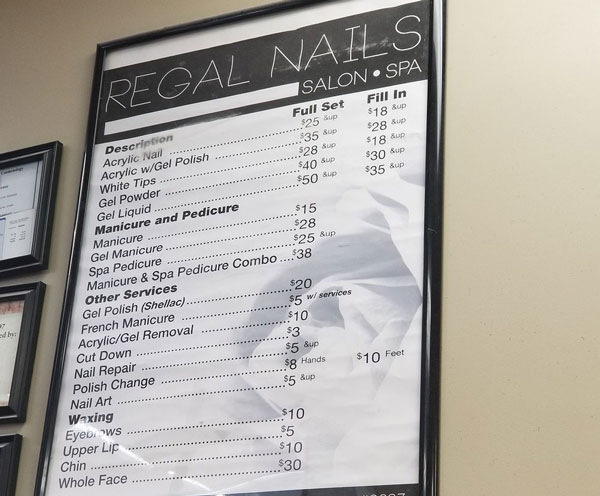 REGAL NAILS
SALON • SPA
Description Full Set Fill In
Acrylic Nail $25 &up $18 &up
Acrylic w/Gel Polish $35 &up $28 &up
White Tips $28 &up $18 &up
Gel Powder $40 &up $30 &up
Gel Liquid $50 &up $35 &up
Manicure and Pedicure
Manicure $15
Gel Manicure $28
Spa Pedicure $25 &up
Manicure & Spa Pedicure Combo $38
Other Services
Gel Polish (Shellac) $20
French Manicure $5 w/ services
Acrylic/Gel Removal $10
Cut Down $3
Nail Repair $5 &up
Polish Change $8 Hands $10 Feet
Nail Art $5 &up
Waxing
Eyebrows $10
Upper Lip $5
Chin $10
Whole Face $30